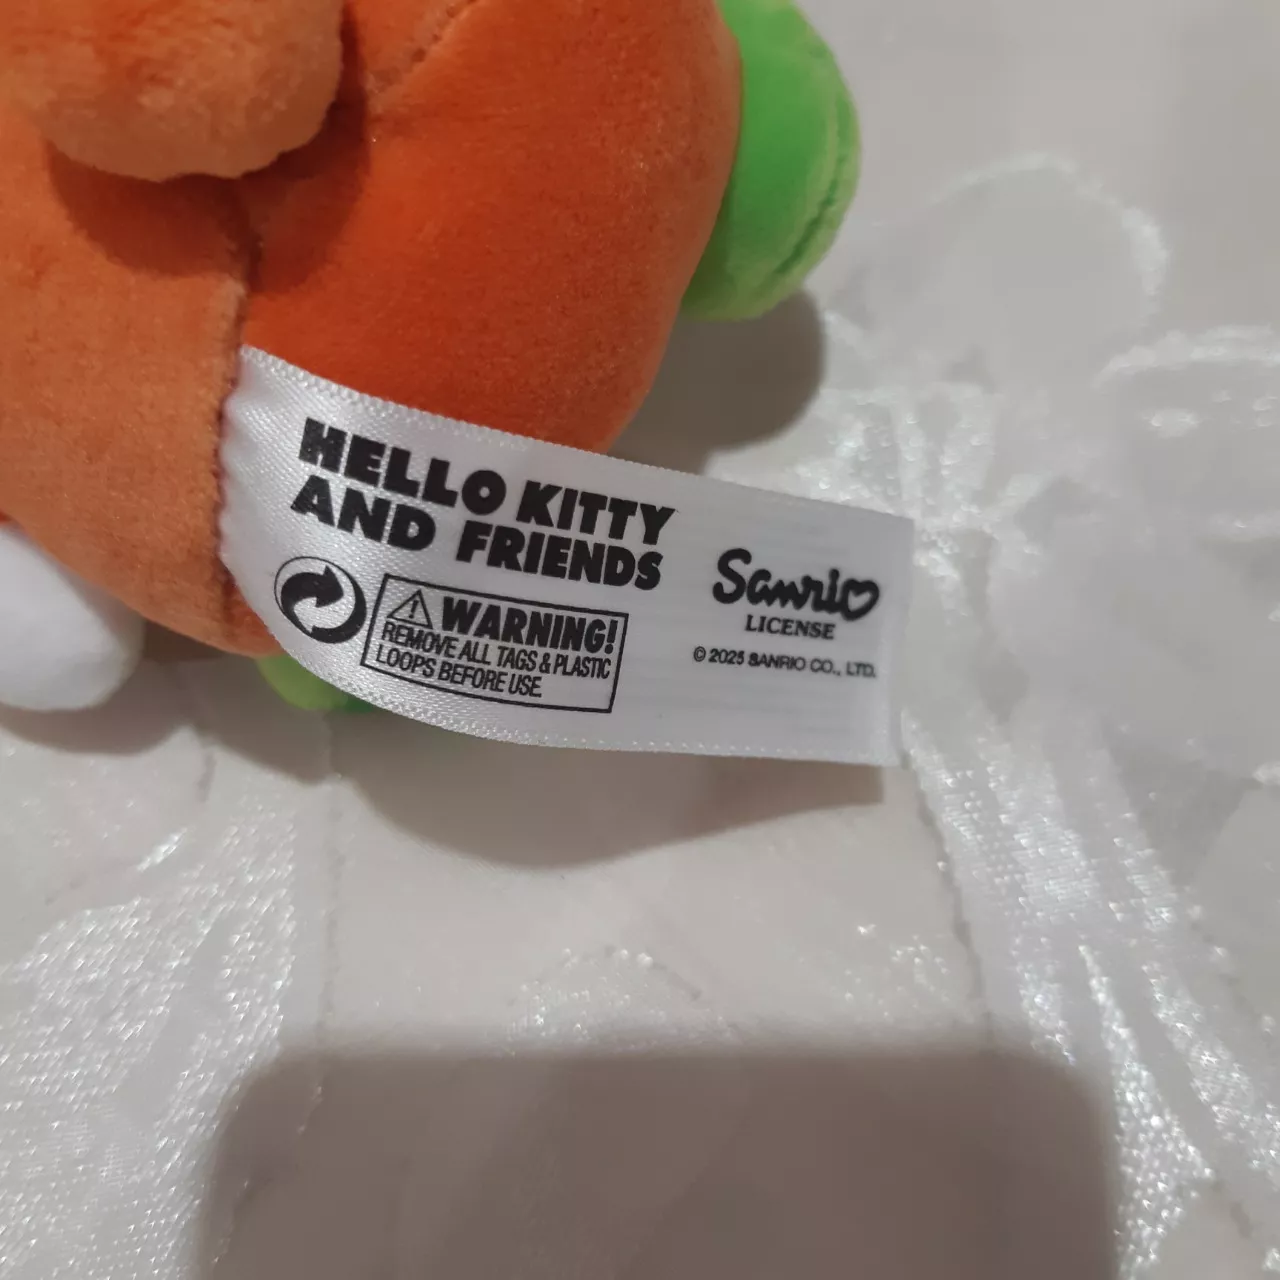 HELLO KITTY
AND FRIENDS
WARNING!
REMOVE ALL TAGS & PLASTIC
LOOPS BEFORE USE.
Sanrio
LICENSE
© 2025 SANRIO CO., LTD.